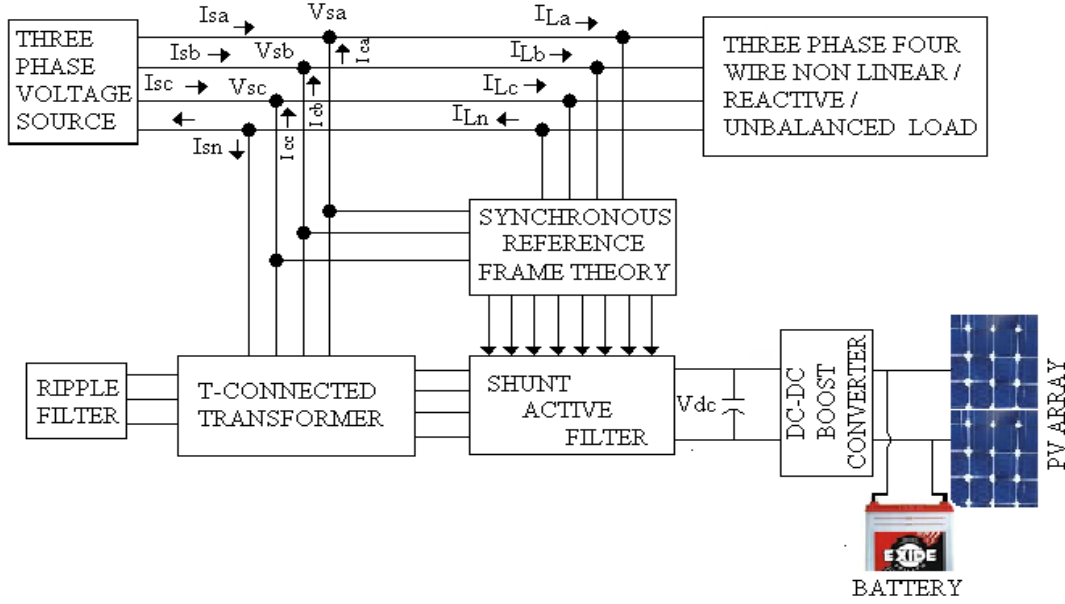 Isa
Vsa
ILa
THREE
PHASE
VOLTAGE
SOURCE
Isb
Vsb
Ica
ILb
THREE PHASE FOUR
WIRE NON LINEAR /
REACTIVE /
UNBALANCED LOAD
Isc
Vsc
Icb
ILc
Isn
Icc
ILn
SYNCHRONOUS
REFERENCE
FRAME THEORY
RIPPLE
FILTER
T-CONNECTED
TRANSFORMER
SHUNT
ACTIVE
FILTER
Vdc
DC-DC
BOOST
CONVERTER
PV ARRAY
EXIDE
BATTERY